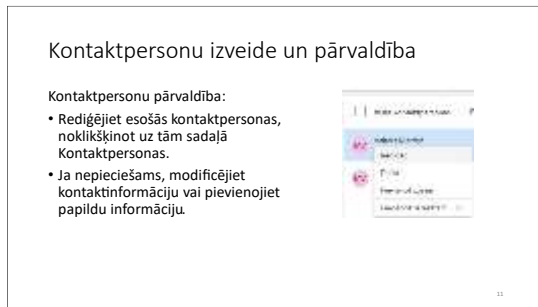 Kontaktpersonu izveide un pārvaldība
Kontaktpersonu pārvaldība:
• Rediģējiet esošās kontaktpersonas,
noklikšķinot uz tām sadaļā
Kontaktpersonas.
• Ja nepieciešams, modificējiet
kontaktinformāciju vai pievienojiet
papildu informāciju.
11